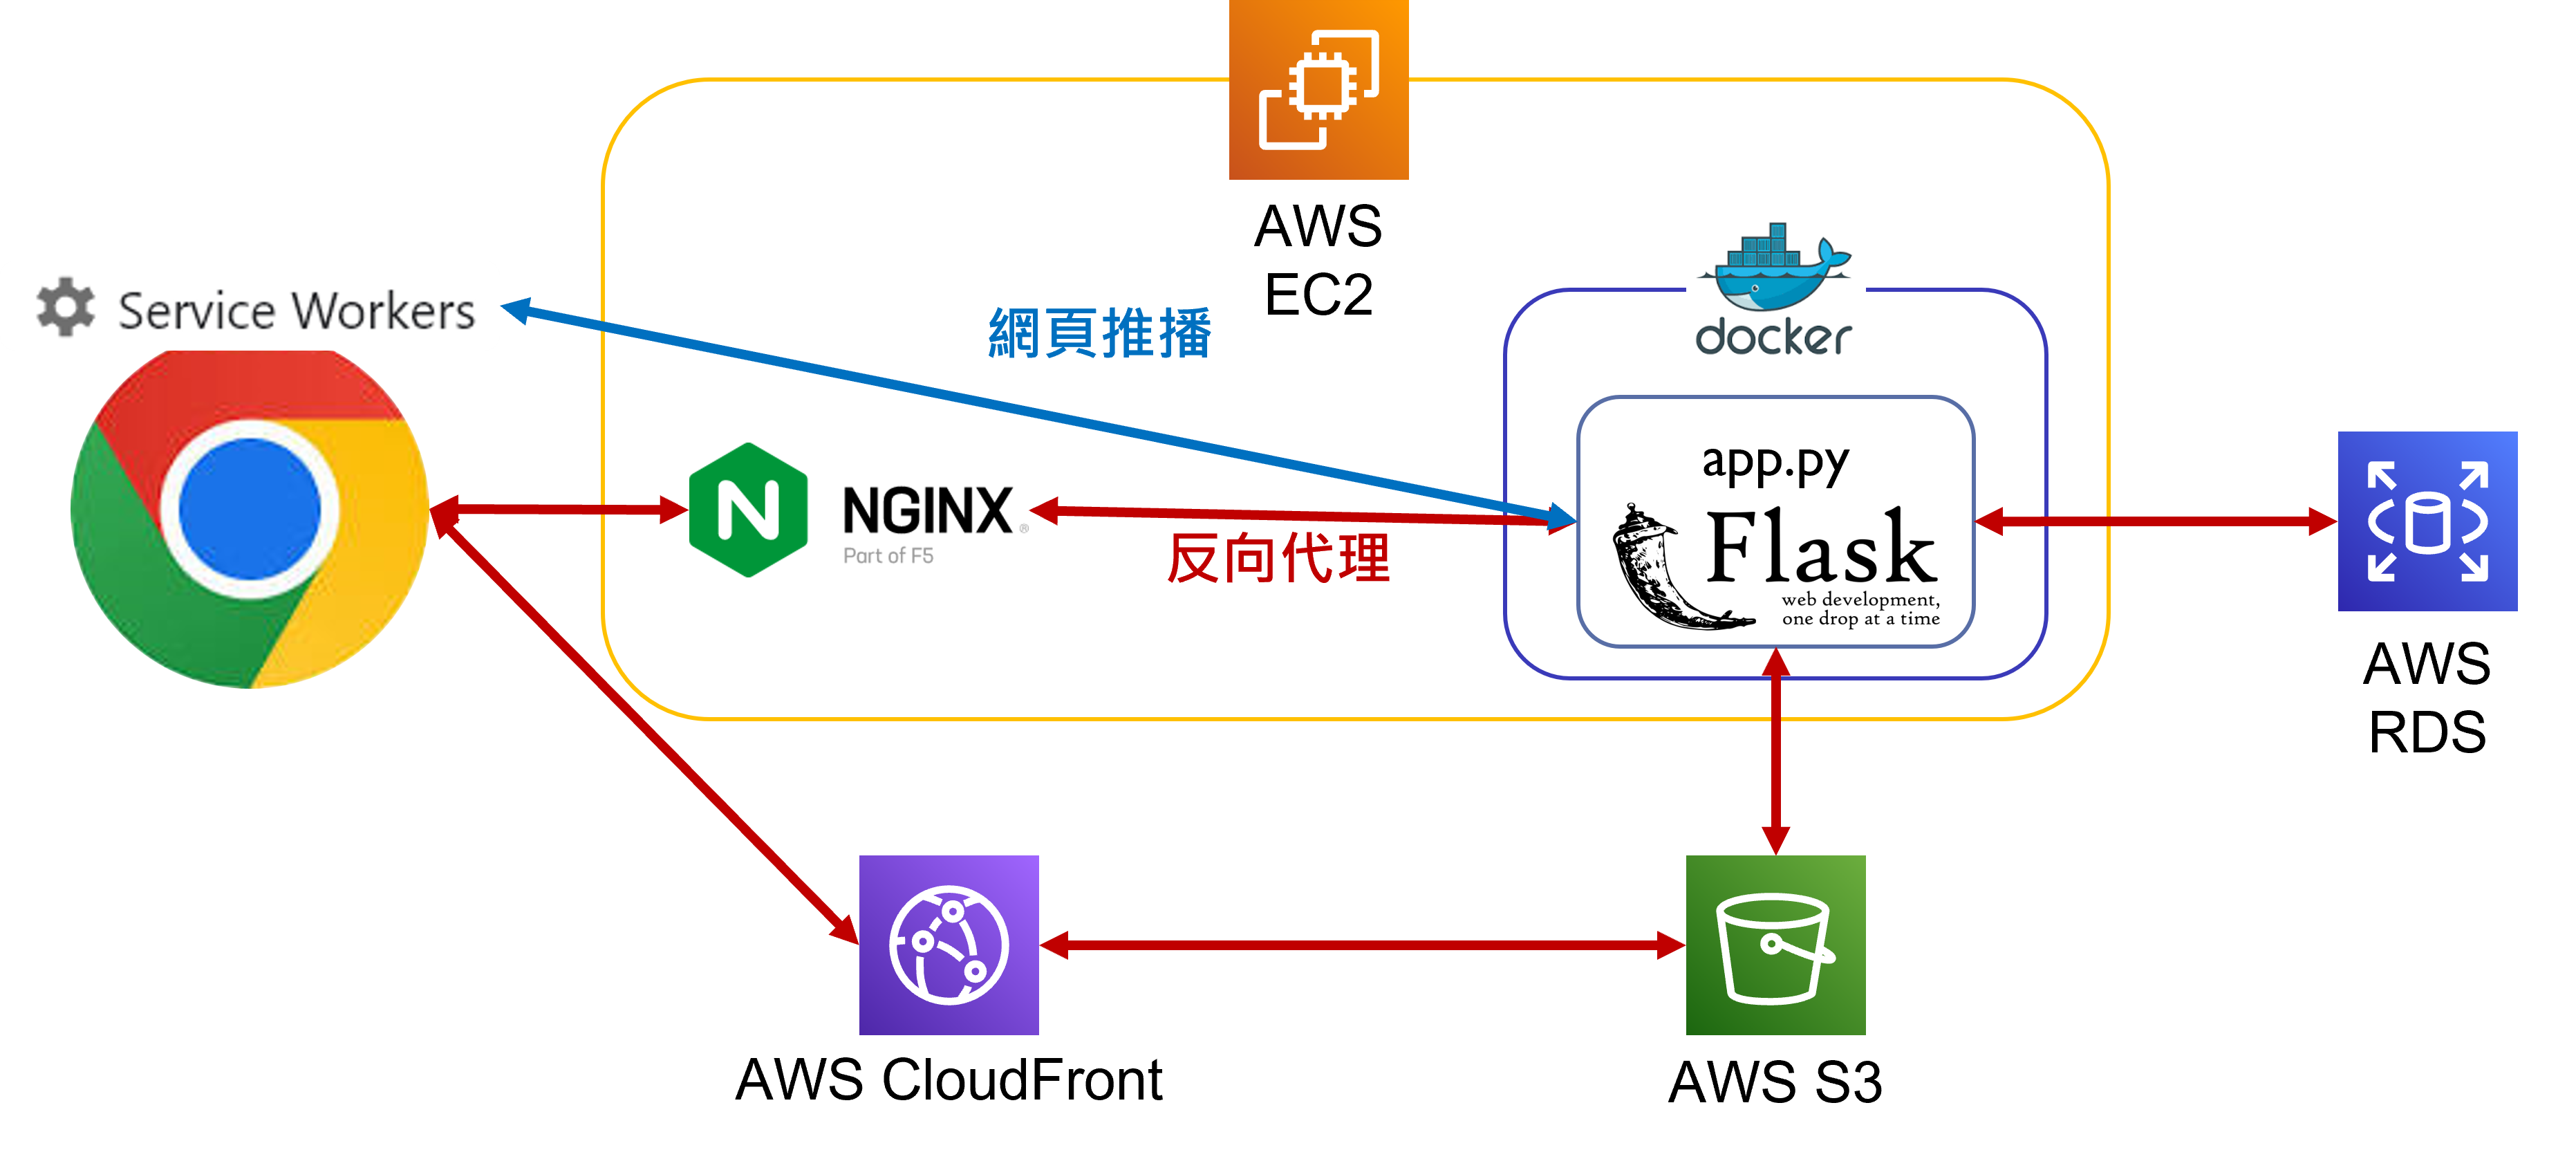 AWS
EC2
Service Workers
網頁推播
docker
app.py
NGINX
Part of F5
反向代理
Flask
web development,
one drop at a time
AWS
RDS
AWS CloudFront
AWS S3